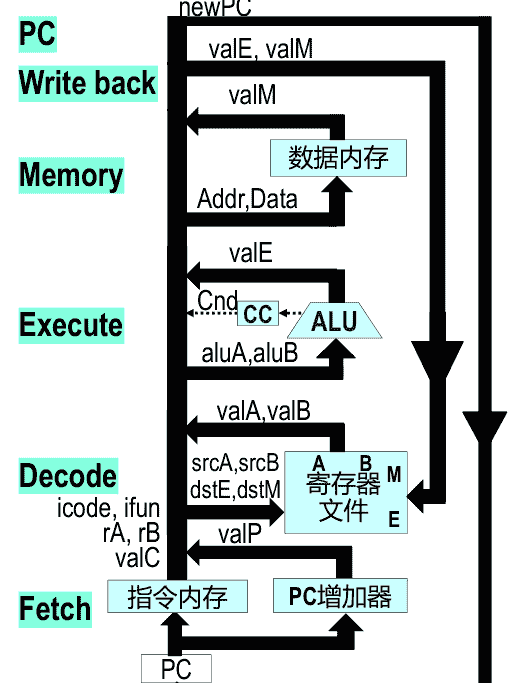 newPC
PC
valE, valM
Write back
valM
数据内存
Memory
Addr,Data
valE
Cnd
CC
ALU
Execute
aluA,aluB
valA,valB
A B
M
srcA,srcB
寄存器
Decode
dstE,dstM
文件
E
icode, ifun
rA, rB
valP
valC
指令内存
PC增加器
Fetch
PC